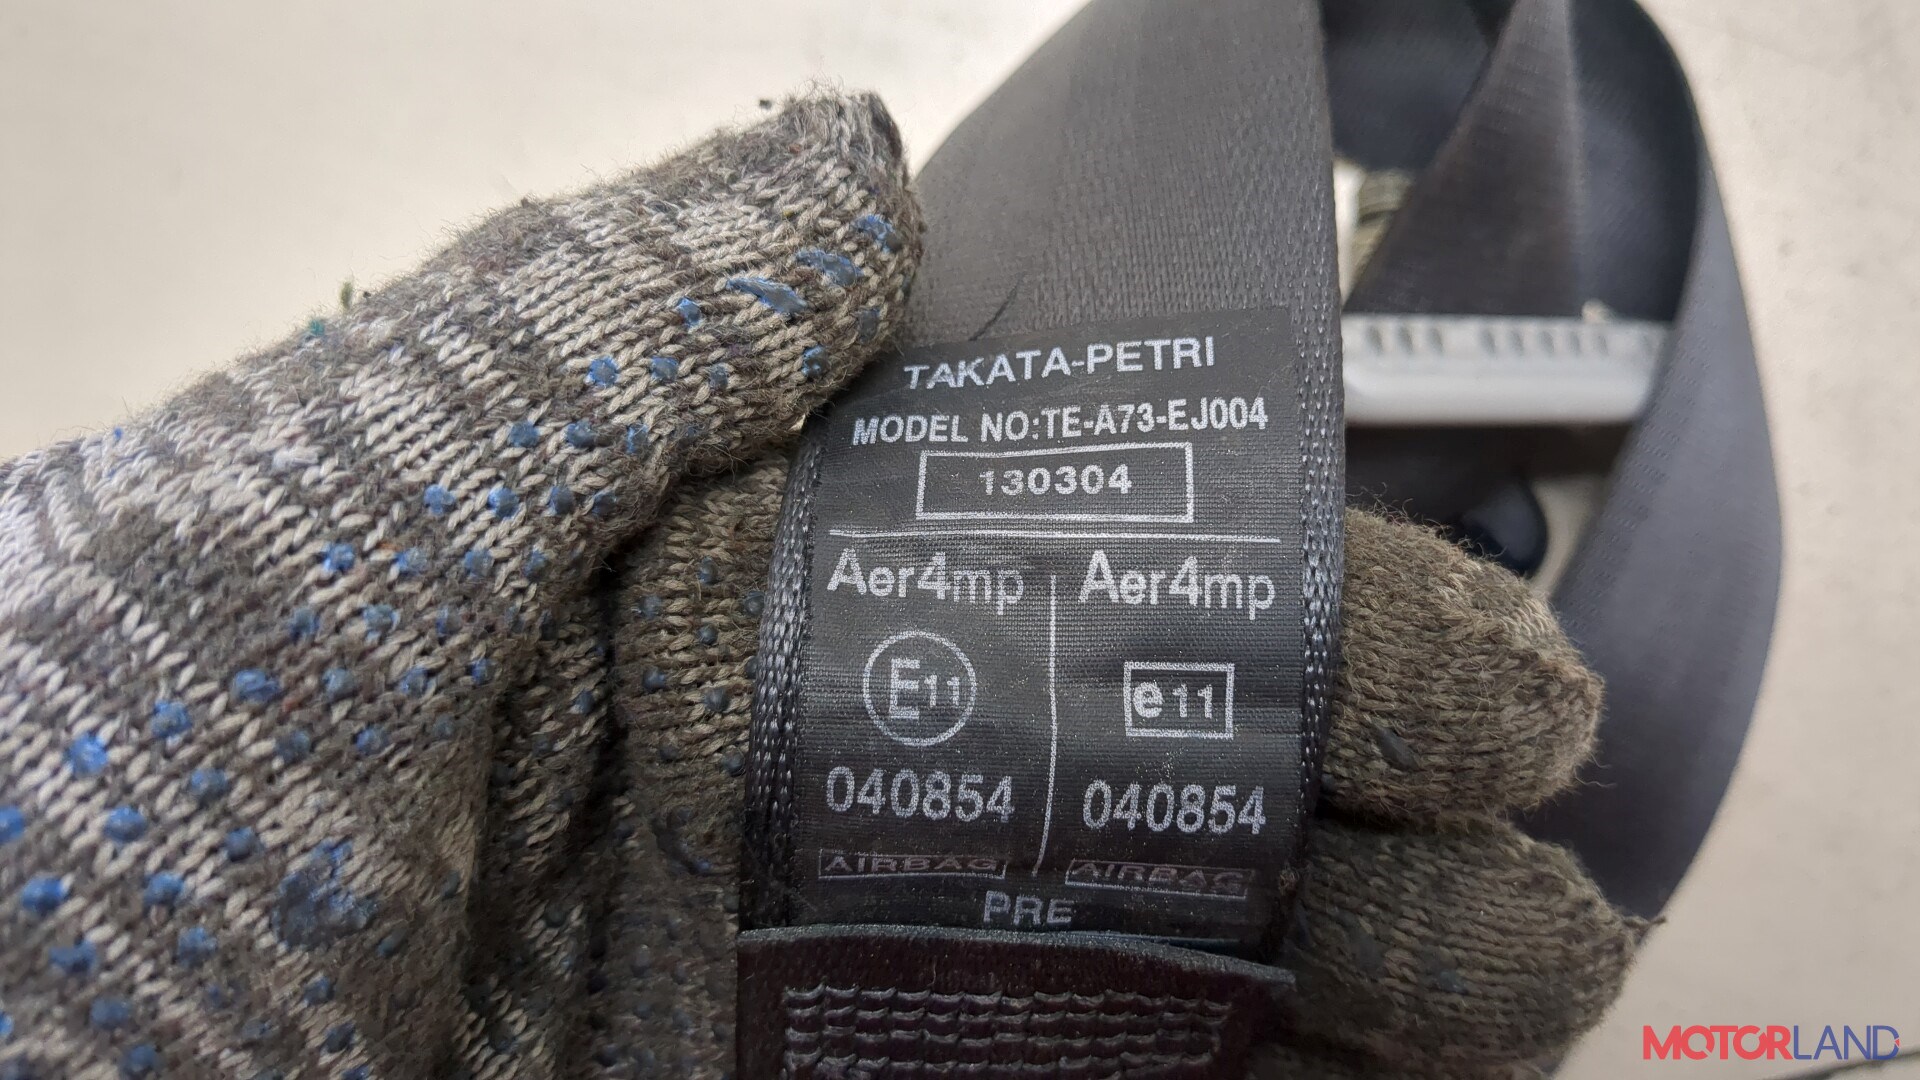 TAKATA-PETRI
MODEL NO:TE-A73-EJ004
130304
Aer4mp Aer4mp
E11 e11
040854 040854
AIRBAG AIRBAG
PRE
MOTORLAND